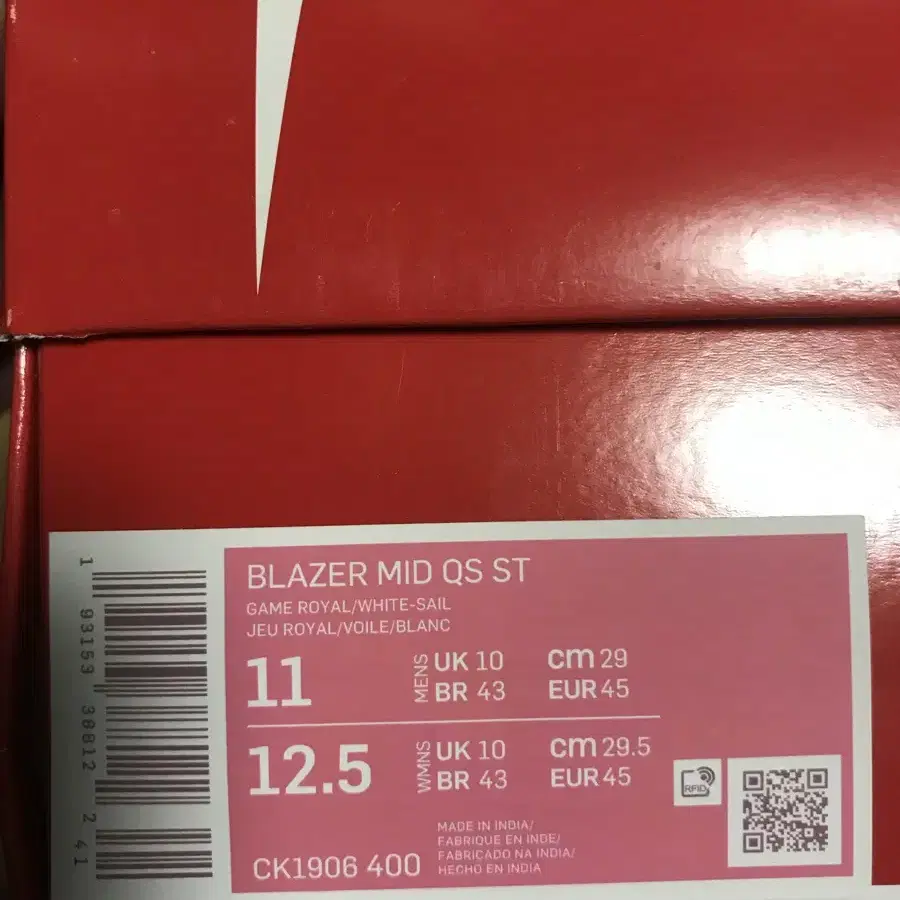 1 93153 38812 2 41
BLAZER MID QS ST
GAME ROYAL/WHITE-SAIL
JEU ROYAL/VOILE/BLANC
11
MENS
UK 10
cm 29
BR 43
EUR 45
12.5
WMNS
UK 10
cm 29.5
BR 43
EUR 45
RFID
CK1906 400
MADE IN INDIA/
FABRIQUE EN INDE/
FABRICADO NA INDIA/
HECHO EN INDIA